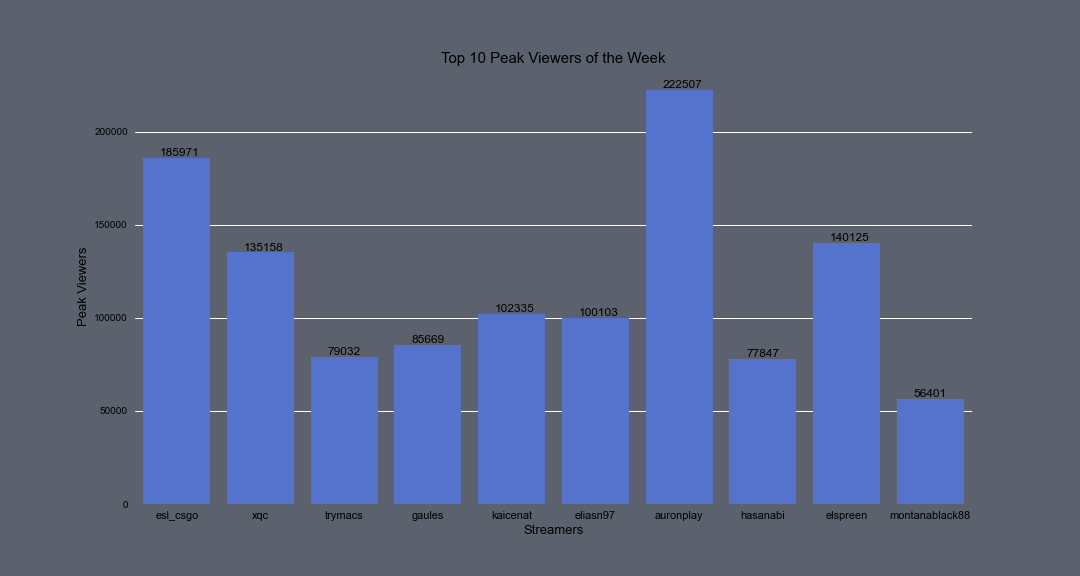 Top 10 Peak Viewers of the Week
Peak Viewers
200000
150000
100000
50000
0
185971
135158
79032
85669
102335
100103
222507
77847
140125
56401
esl_csgo
xqc
trymacs
gaules
kaicenat
eliasn97
auronplay
hasanabi
elspreen
montanablack88
Streamers